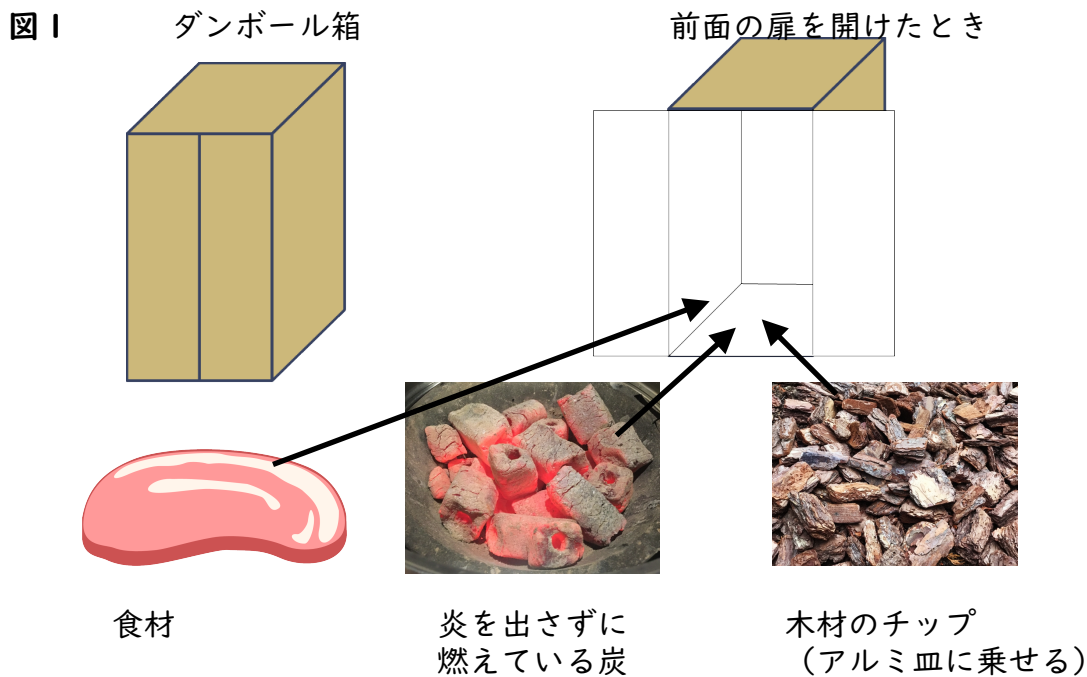 図1
ダンボール箱
前面の扉を開けたとき
食材
炎を出さずに
燃えている炭
木材のチップ
（アルミ皿に乗せる）